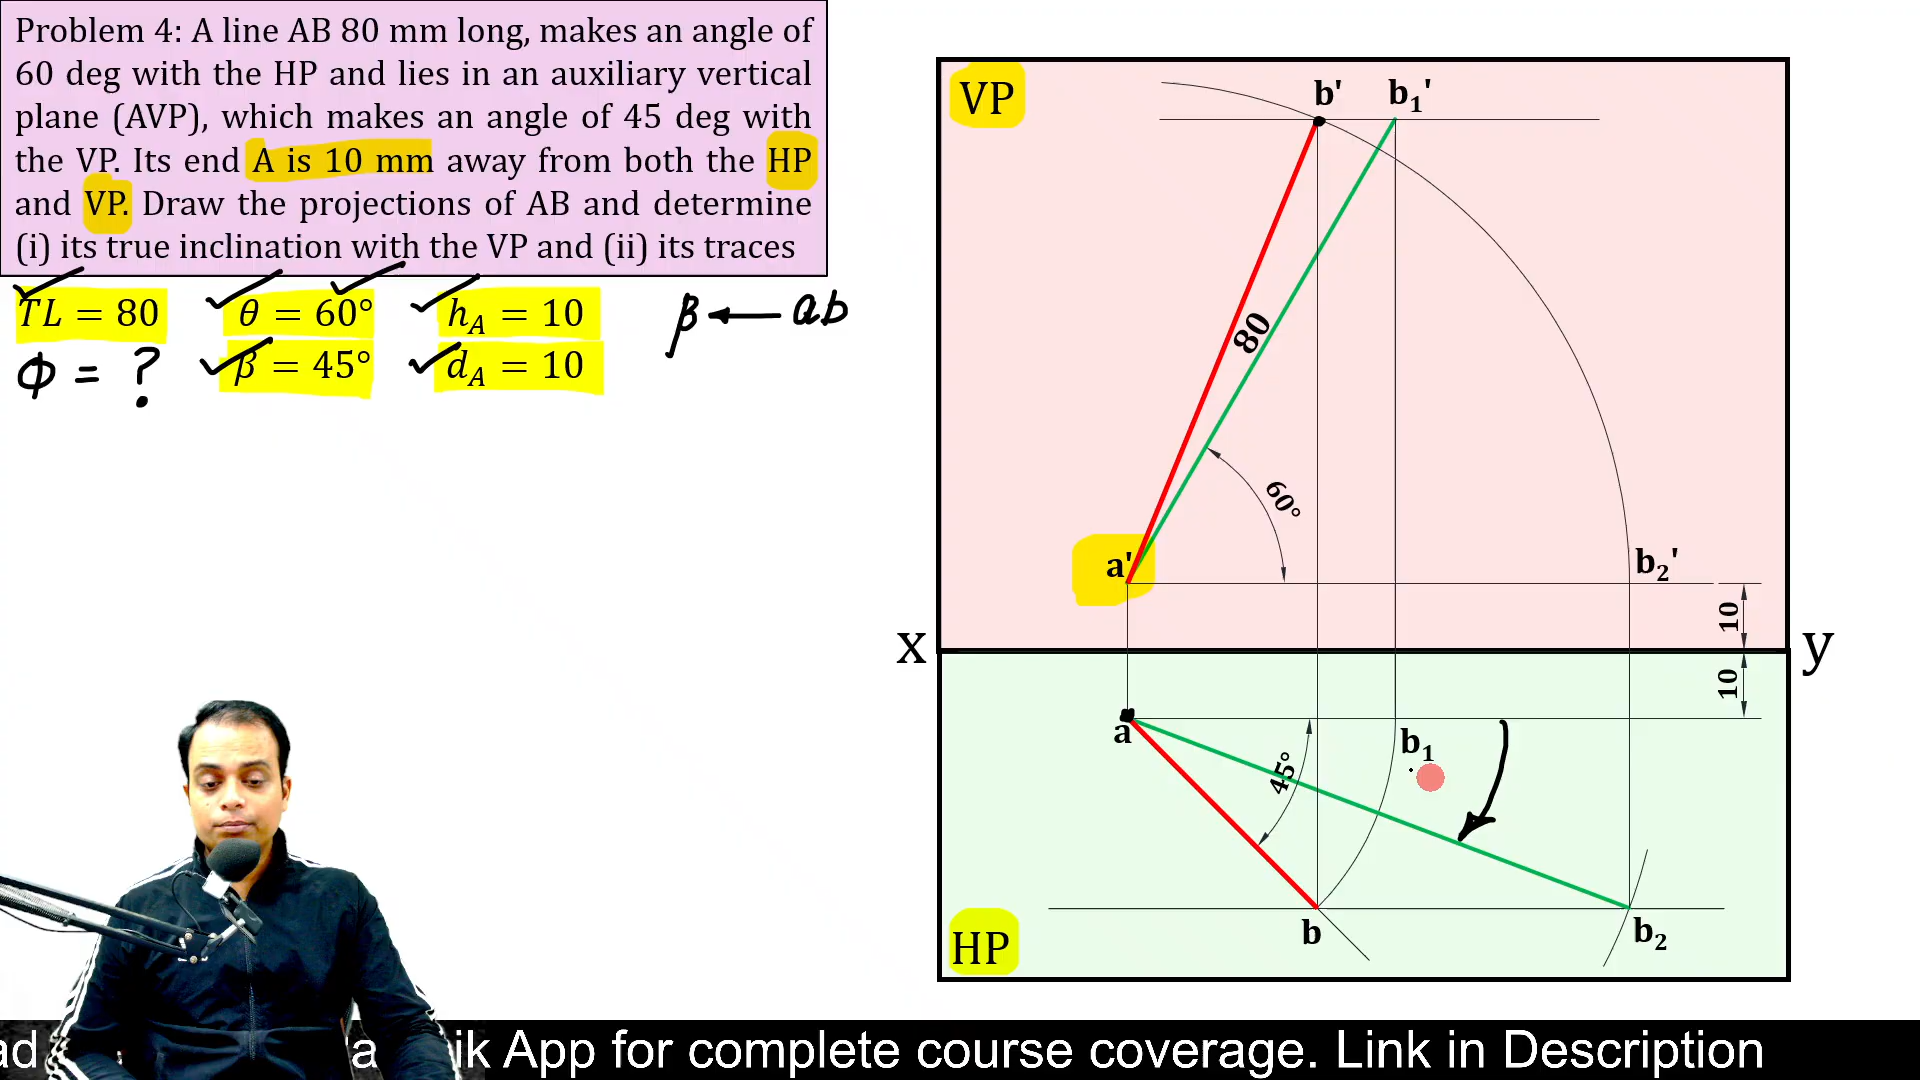 Problem 4: A line AB 80 mm long, makes an angle of
60 deg with the HP and lies in an auxiliary vertical
plane (AVP), which makes an angle of 45 deg with
the VP. Its end A is 10 mm away from both the HP
and VP. Draw the projections of AB and determine
(i) its true inclination with the VP and (ii) its traces
TL = 80 θ = 60° h_A = 10 β ← ab
Φ = ? β = 45° d_A = 10
VP
b' b₁'
80
60°
a' b₂'
10
x y
10
a b₁
45°
b b₂
HP
ad 'a ik App for complete course coverage. Link in Description